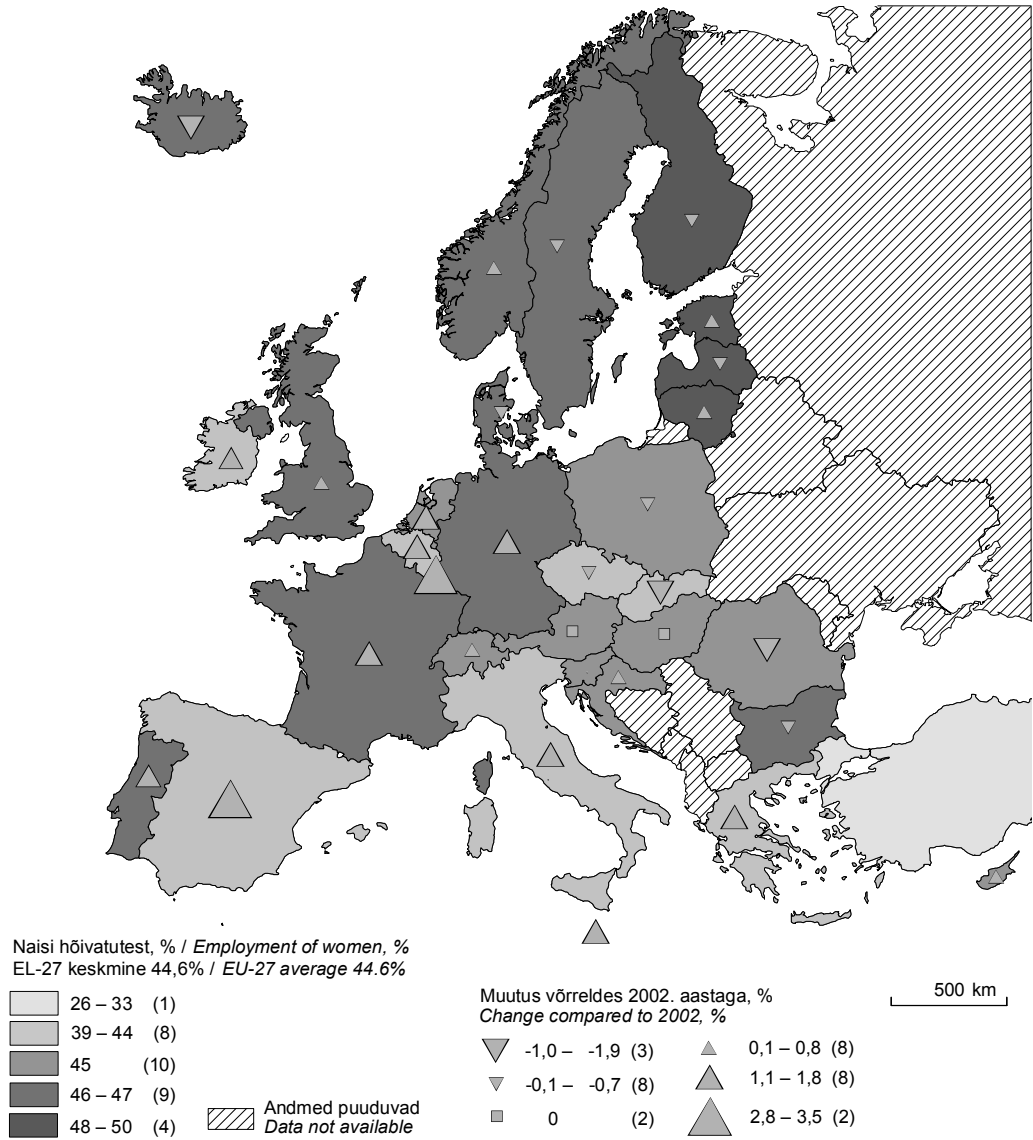 Naisi hõivatutest, % / Employment of women, %
EL-27 keskmine 44,6% / EU-27 average 44.6%
26 – 33 (1)
39 – 44 (8)
45 (10)
46 – 47 (9)
48 – 50 (4)
Andmed puuduvad
Data not available
Muutus võrreldes 2002. aastaga, %
Change compared to 2002, %
-1,0 – -1,9 (3)
-0,1 – -0,7 (8)
0 (2)
0,1 – 0,8 (8)
1,1 – 1,8 (8)
2,8 – 3,5 (2)
500 km